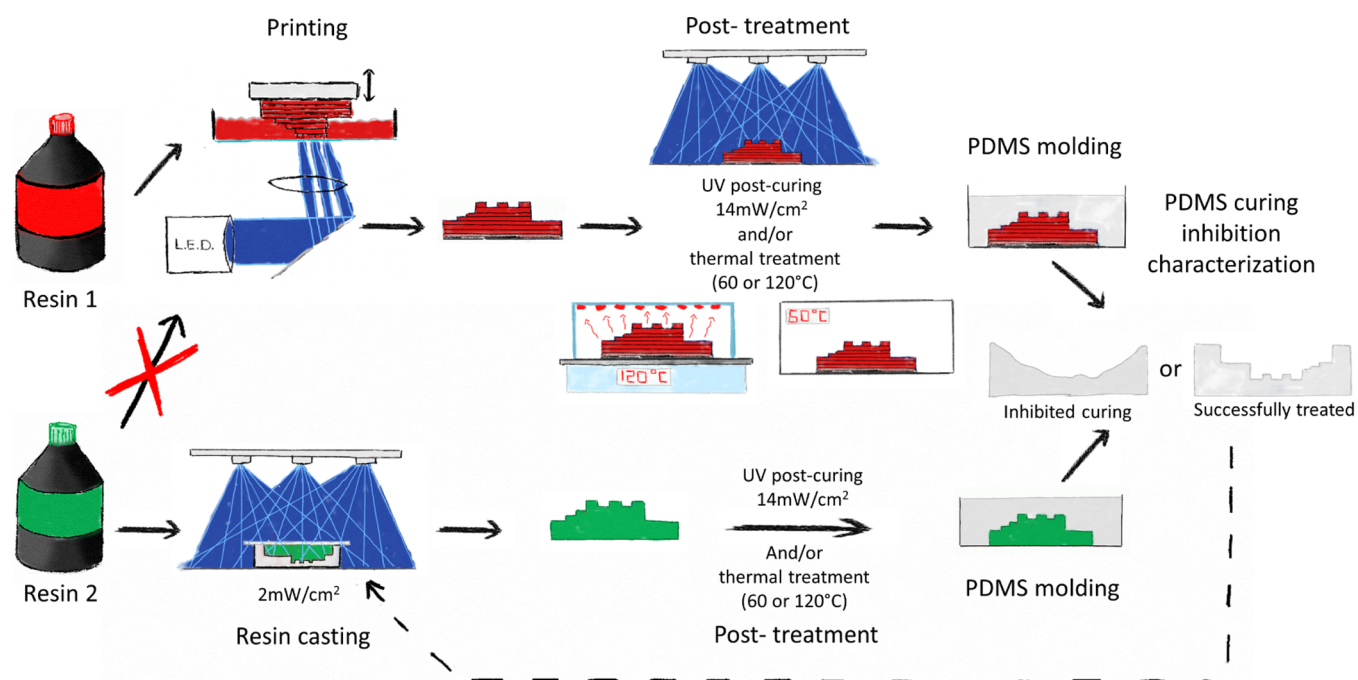 Printing
Post- treatment
L.E.D.
Resin 1
UV post-curing
14mW/cm²
and/or
thermal treatment
(60 or 120°C)
PDMS molding
PDMS curing
inhibition
characterization
120°C
60°C
Inhibited curing
or
Successfully treated
Resin 2
2mW/cm²
Resin casting
UV post-curing
14mW/cm²
And/or
thermal treatment
(60 or 120°C)
Post- treatment
PDMS molding